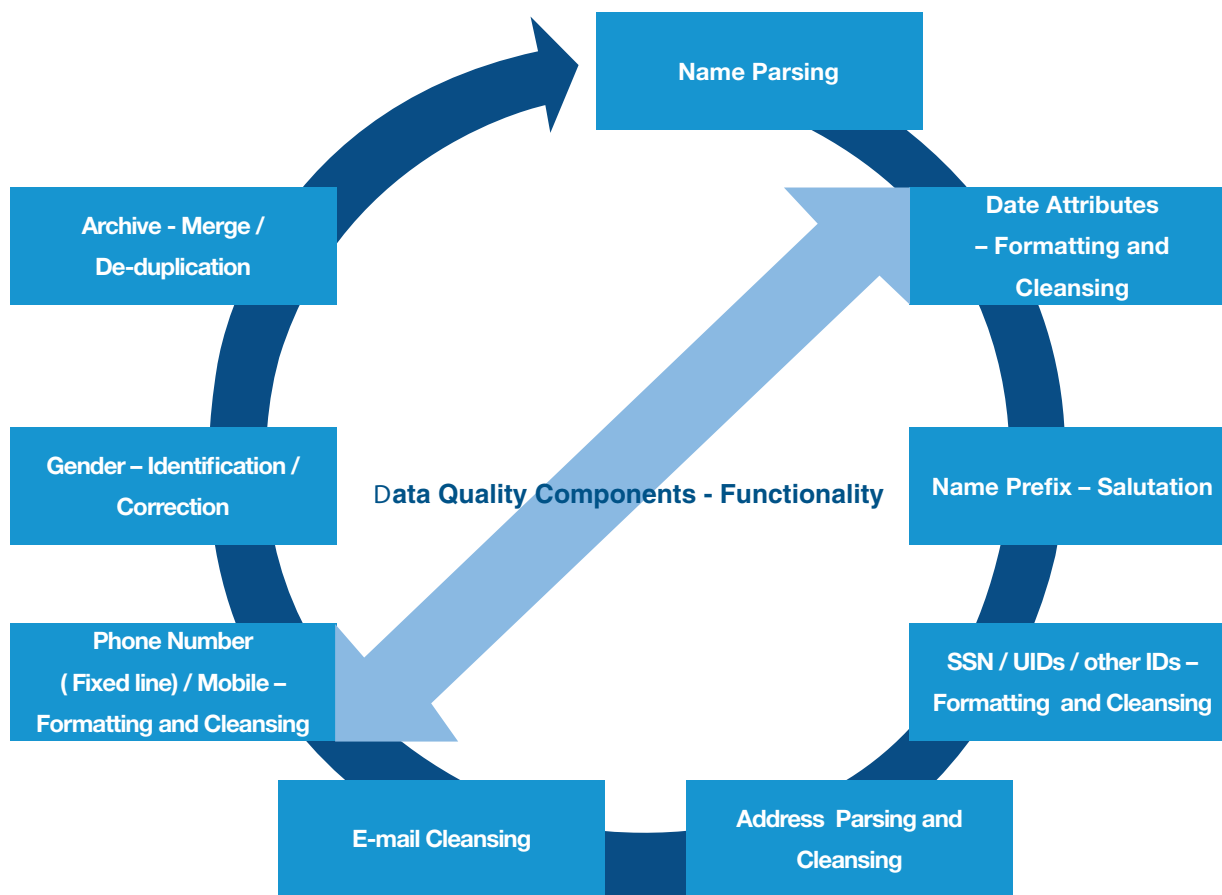 Name Parsing
Date Attributes
– Formatting and
Cleansing
Name Prefix – Salutation
SSN / UIDs / other IDs –
Formatting and Cleansing
Address Parsing and
Cleansing
E-mail Cleansing
Phone Number
( Fixed line) / Mobile –
Formatting and Cleansing
Gender – Identification /
Correction
Archive - Merge /
De-duplication
Data Quality Components - Functionality